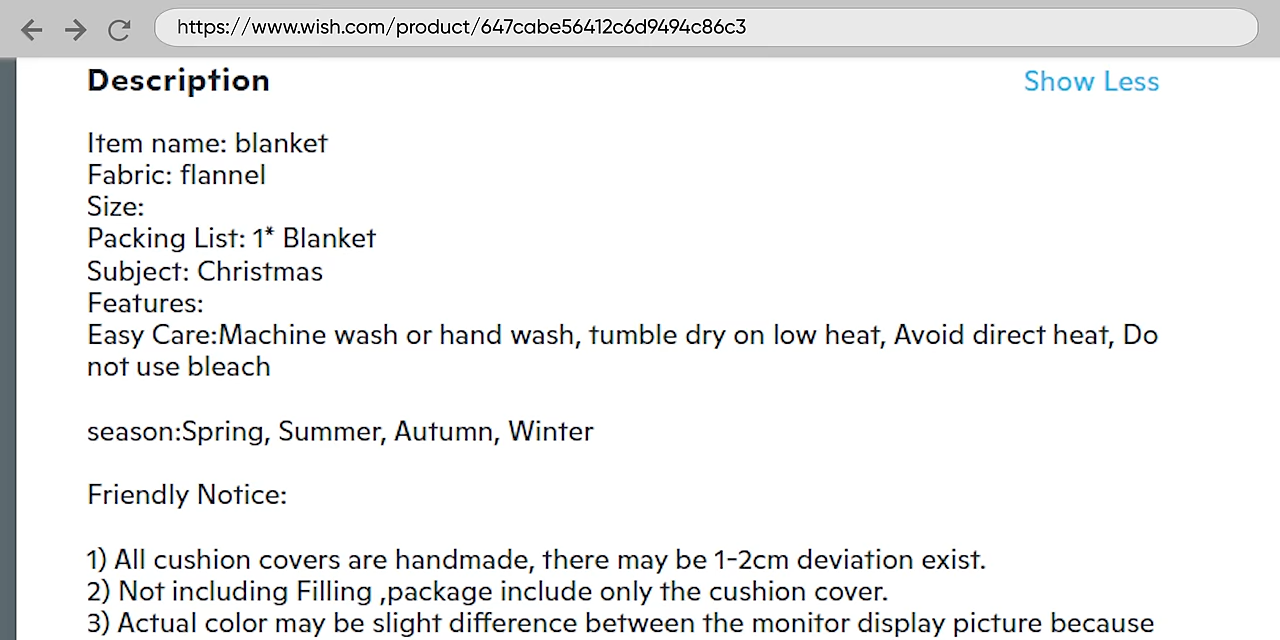 https://www.wish.com/product/647cabe56412c6d9494c86c3
Description
Show Less
Item name: blanket
Fabric: flannel
Size:
Packing List: 1* Blanket
Subject: Christmas
Features:
Easy Care:Machine wash or hand wash, tumble dry on low heat, Avoid direct heat, Do
not use bleach
season:Spring, Summer, Autumn, Winter
Friendly Notice:
1) All cushion covers are handmade, there may be 1-2cm deviation exist.
2) Not including Filling ,package include only the cushion cover.
3) Actual color may be slight difference between the monitor display picture because